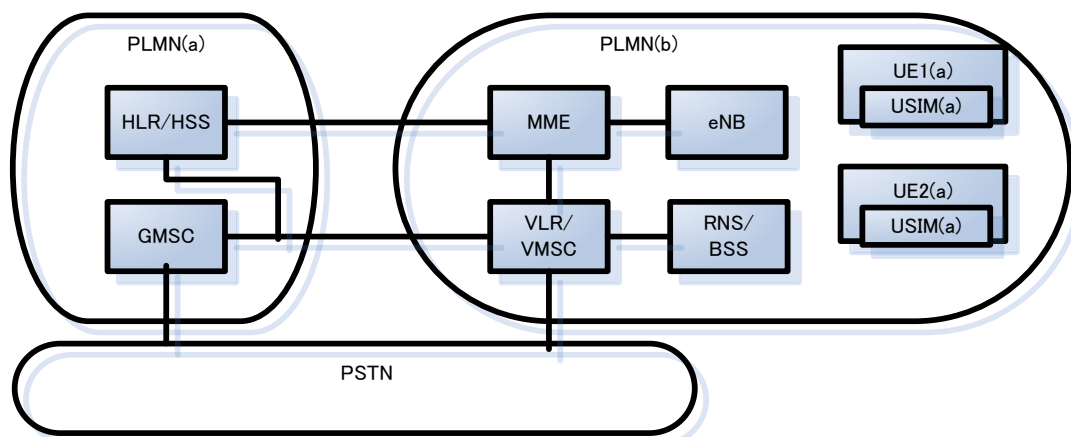 PLMN(a)
PLMN(b)
HLR/HSS
MME
eNB
UE1(a)
USIM(a)
GMSC
VLR/
VMSC
RNS/
BSS
UE2(a)
USIM(a)
PSTN